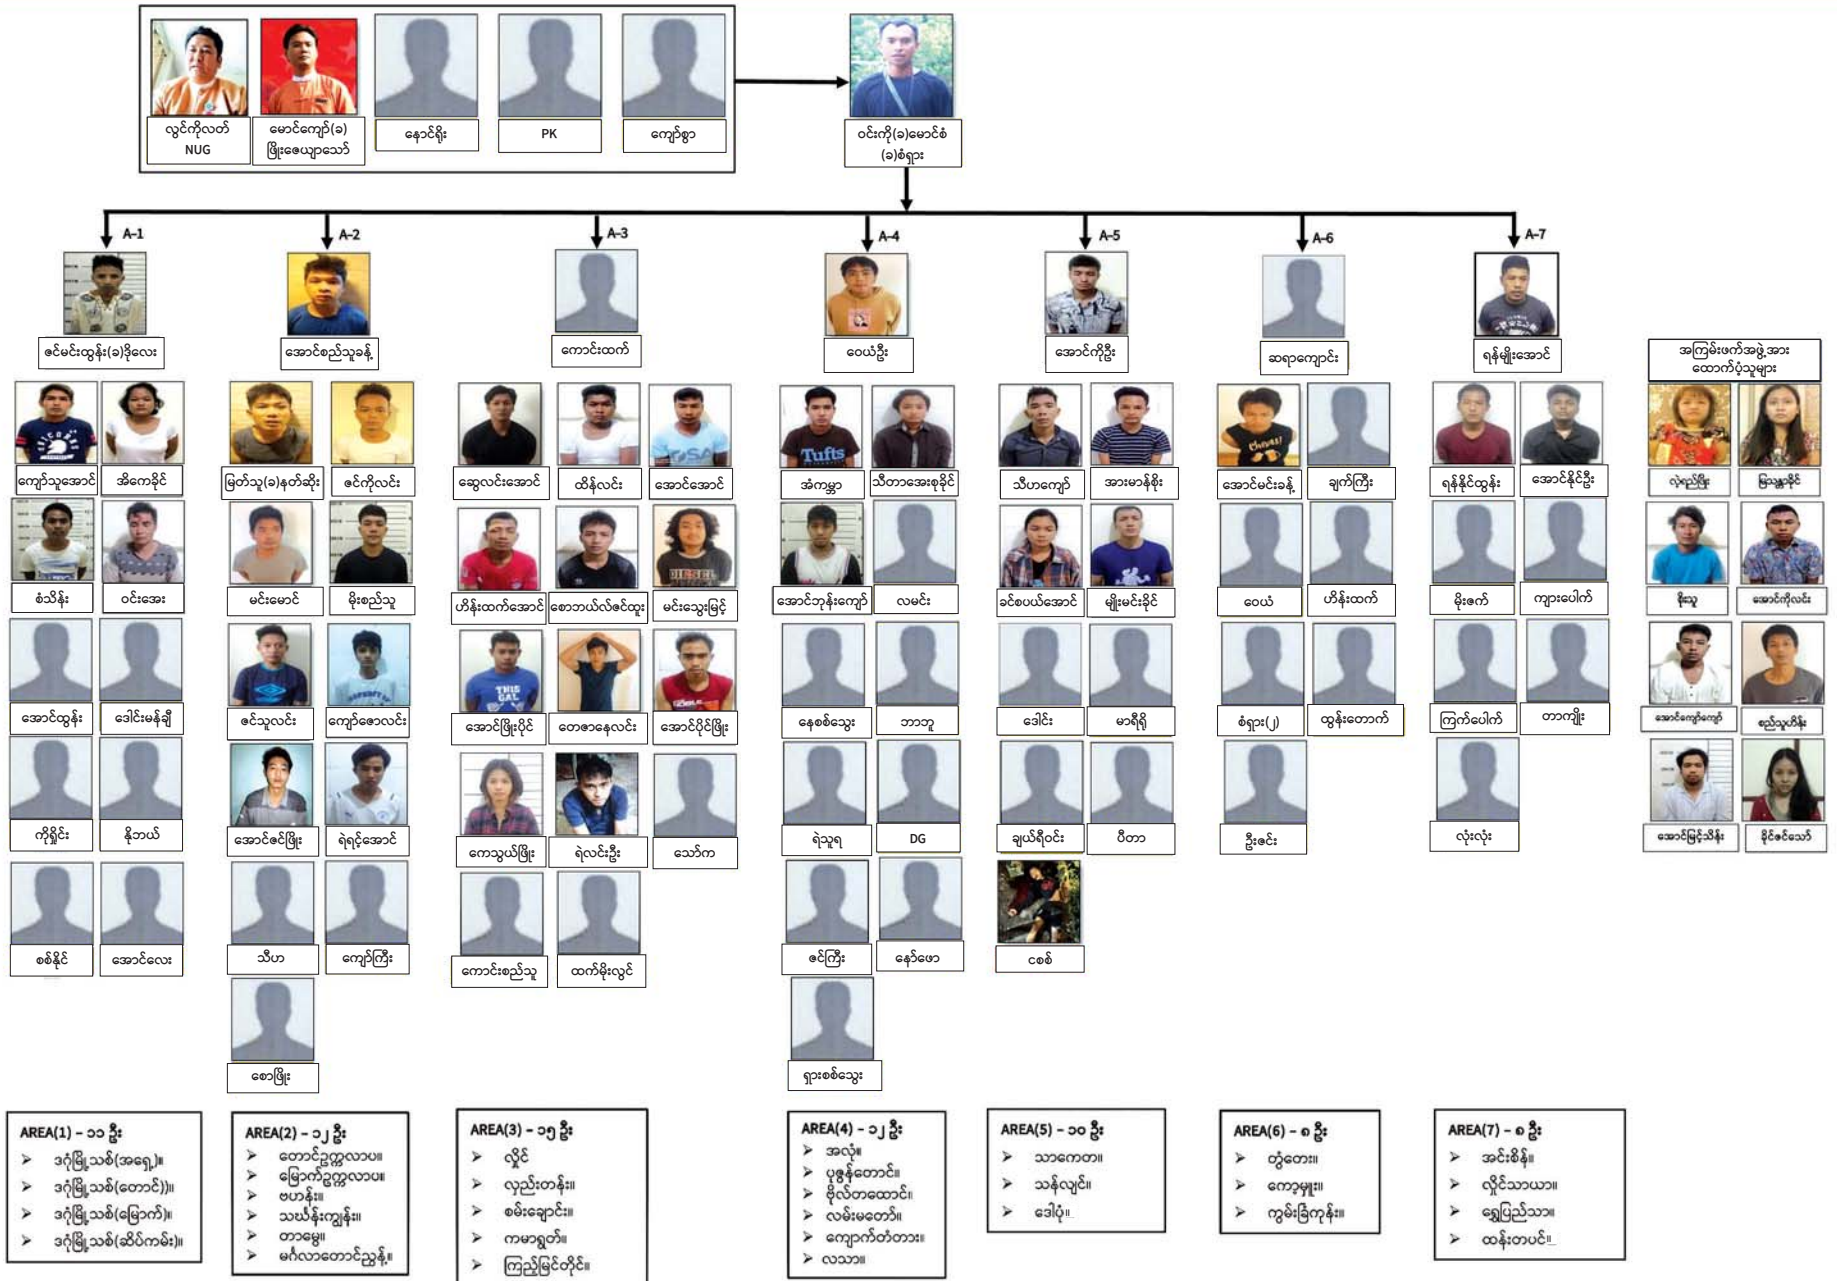 လွင်ကိုလတ်
NUG
မောင်ကျော်(ခ)
ဖြိုးဇေယျာသော်
နောင်ရိုး
PK
ကျော်စွာ
ဝင်းကို(ခ)မောင်စံ
(ခ)စံရှား
A-1
A-2
A-3
A-4
A-5
A-6
A-7
ဇင်မင်းထွန်း(ခ)ဒိုလေး
အောင်စည်သူခန့်
ကောင်းထက်
ဝေယံဦး
အောင်ကိုဦး
ဆရာကျောင်း
ရန်မျိုးအောင်
အကြမ်းဖက်အဖွဲ့အား
ထောက်ပံ့သူများ
ကျော်သူအောင်
အိကေခိုင်
မြတ်သူ(ခ)နတ်ဆိုး
ဇင်ကိုလင်း
ဆွေလင်းအောင်
ထိန်လင်း
အောင်အောင်
အံကမ္ဘာ
သီတာအေးစုခိုင်
သီဟကျော်
အားမာန်စိုး
အောင်မင်းခန့်
ချက်ကြီး
ရန်နိုင်ထွန်း
အောင်နိုင်ဦး
လဲ့ရည်ဖြိုး
မြသန္တာခိုင်
စံသိန်း
ဝင်းအေး
မင်းမောင်
မိုးစည်သူ
ဟိန်းထက်အောင်
စောဘယ်လ်ဇင်ထူး
မင်းသွေးမြင့်
အောင်ဘုန်းကျော်
လမင်း
ခင်စပယ်အောင်
မျိုးမင်းခိုင်
ဝေယံ
ဟိန်းထက်
မိုးဇက်
ကျားပေါက်
စိုးသူ
အောင်ကိုလင်း
အောင်ထွန်း
ဒေါင်းမန်ချီ
ဇင်သူလင်း
ကျော်ဇောလင်း
အောင်ဖြိုးပိုင်
တေဇာနေလင်း
အောင်ပိုင်ဖြိုး
နေစစ်သွေး
ဘာဘူ
ဒေါင်း
မာရီရို
စံရှား(၂)
ထွန်းတောက်
ကြက်ပေါက်
တာကျိုး
အောင်ကျော်ကျော်
စည်သူဟိန်း
ကိုရှိုင်း
နိုဘယ်
အောင်ဇင်ဖြိုး
ရဲရင့်အောင်
ကေသွယ်ဖြိုး
ရဲလင်းဦး
သော်က
ရဲသူရ
DG
ချယ်ရီဝင်း
ပီတာ
ဦးဇင်း
လုံးလုံး
အောင်မြင့်သိန်း
ခိုင်ဇင်သော်
စစ်နိုင်
အောင်လေး
သီဟ
ကျော်ကြီး
ကောင်းစည်သူ
ထက်မိုးလွင်
ဇင်ကြီး
နော်ဖော
ငစစ်
စောဖြိုး
ရှားစစ်သွေး
AREA(1) – ၁၁ ဦး
➢ ဒဂုံမြို့သစ်(အရှေ့)။
➢ ဒဂုံမြို့သစ်(တောင်))။
➢ ဒဂုံမြို့သစ်(မြောက်)။
➢ ဒဂုံမြို့သစ်(ဆိပ်ကမ်း)။
AREA(2) – ၁၂ ဦး
➢ တောင်ဥက္ကလာပ။
➢ မြောက်ဥက္ကလာပ။
➢ ဗဟန်း။
➢ သင်္ဃန်းကျွန်း။
➢ တာမွေ။
➢ မင်္ဂလာတောင်ညွန့်။
AREA(3) – ၁၅ ဦး
➢ လှိုင်
➢ လှည်းတန်း။
➢ စမ်းချောင်း။
➢ ကမာရွတ်။
➢ ကြည့်မြင်တိုင်။
AREA(4) – ၁၂ ဦး
➢ အလုံ။
➢ ပုဇွန်တောင်။
➢ ဗိုလ်တထောင်။
➢ လမ်းမတော်။
➢ ကျောက်တံတား။
➢ လသာ။
AREA(5) – ၁၀ ဦး
➢ သာကေတ။
➢ သန်လျင်။
➢ ဒေါပုံ။
AREA(6) – ၈ ဦး
➢ တွံတေး။
➢ ကော့မှူး။
➢ ကွမ်းခြံကုန်း။
AREA(7) – ၈ ဦး
➢ အင်းစိန်။
➢ လှိုင်သာယာ။
➢ ရွှေပြည်သာ။
➢ ထန်းတပင်။